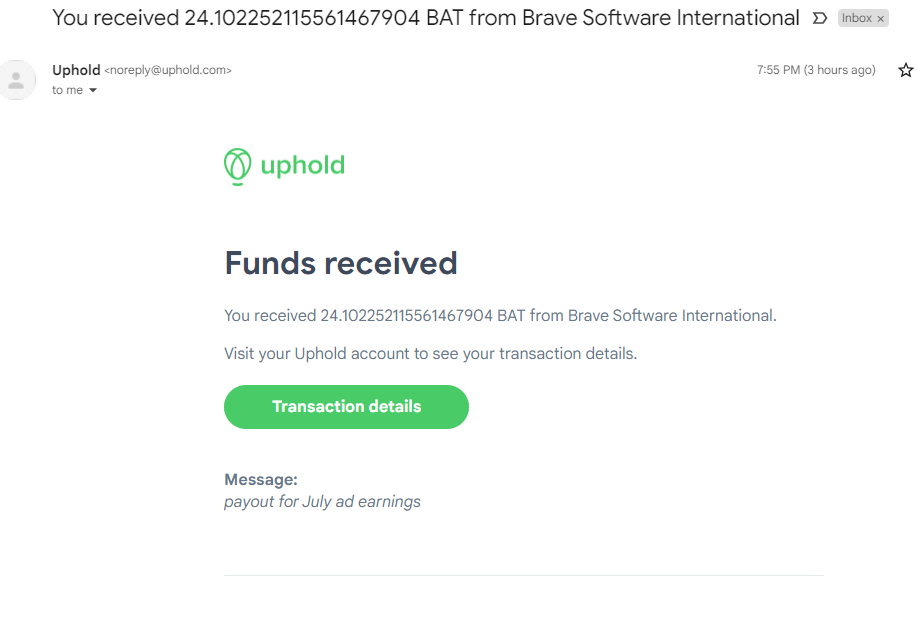 You received 24.102252115561467904 BAT from Brave Software International Inbox ×
Uphold <noreply@uphold.com> 7:55 PM (3 hours ago)
to me
uphold
Funds received
You received 24.102252115561467904 BAT from Brave Software International.
Visit your Uphold account to see your transaction details.
Transaction details
Message:
payout for July ad earnings